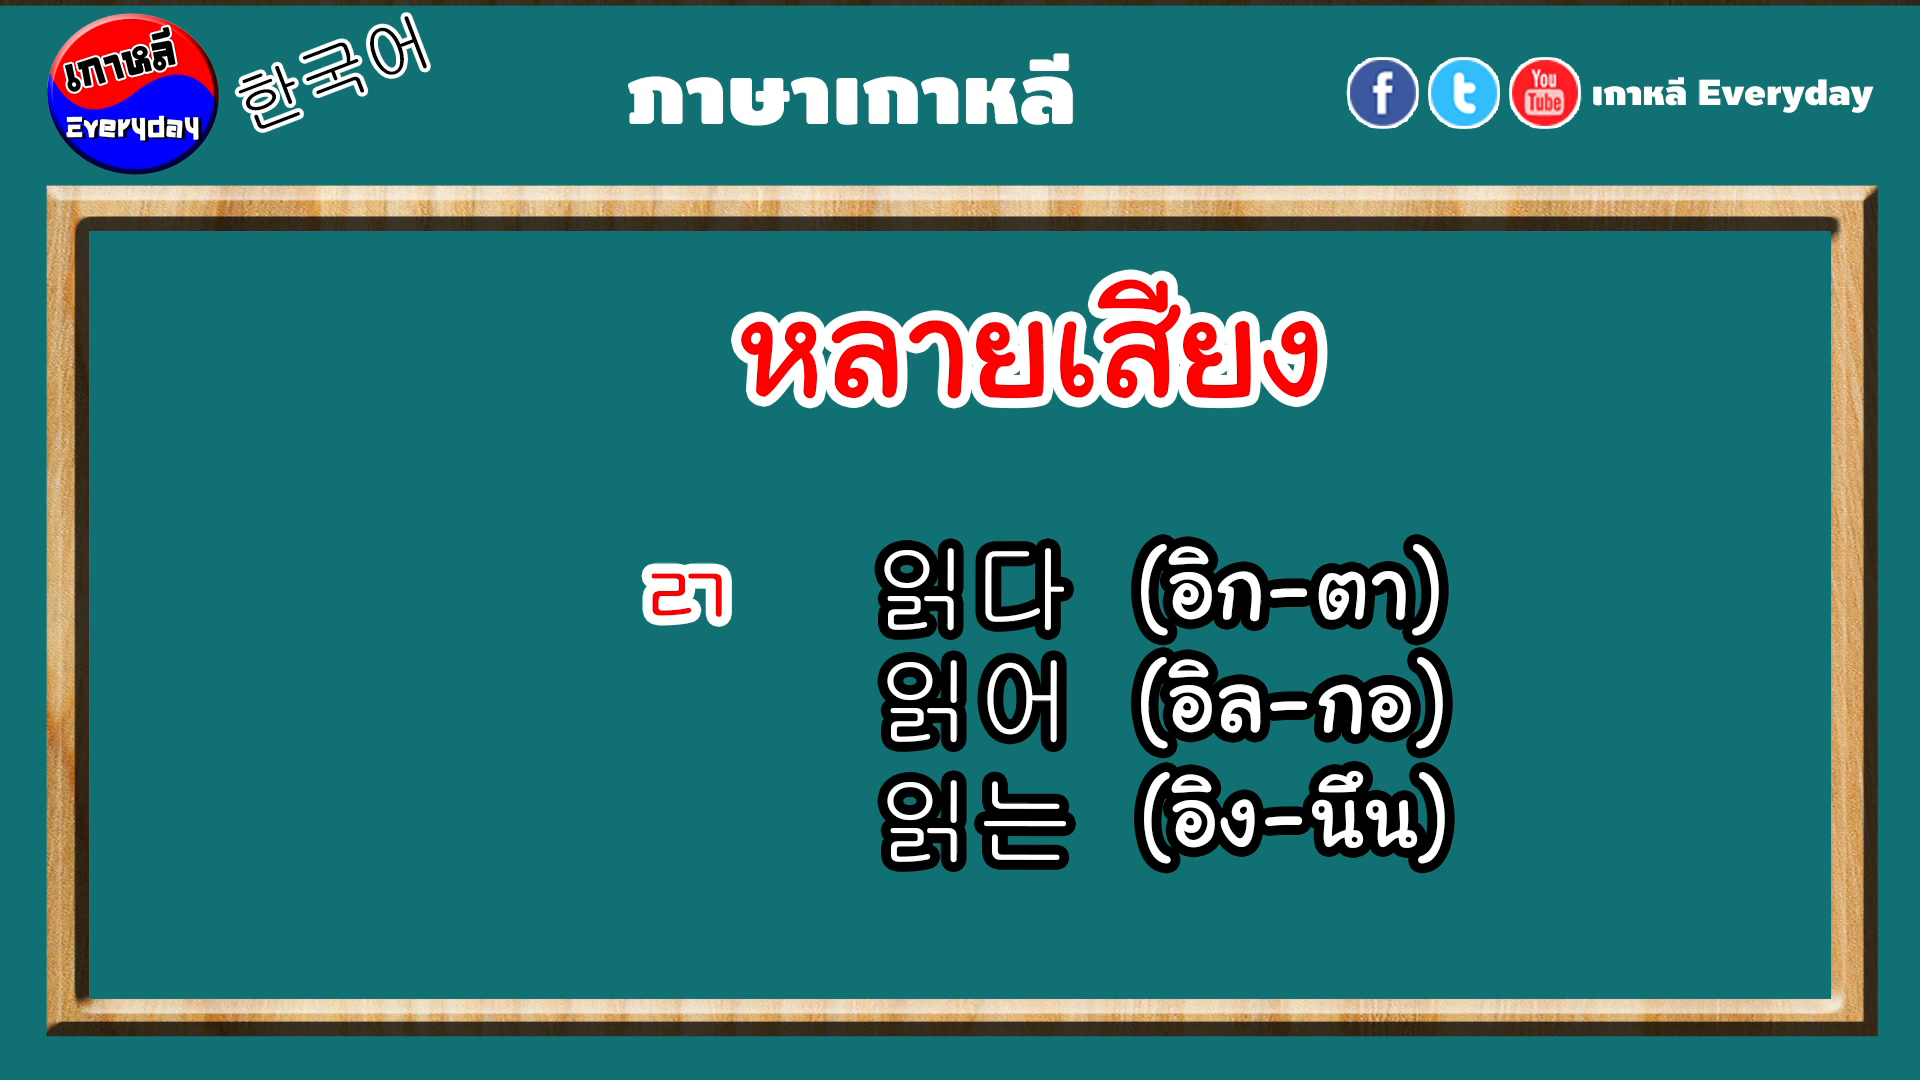 เกาหลี
Everyday
한국어
ภาษาเกาหลี
f
t
You
Tube
เกาหลี Everyday
หลายเสียง
ㄺ 읽다 (อิก-ตา)
읽어 (อิล-กอ)
읽는 (อิง-นึน)